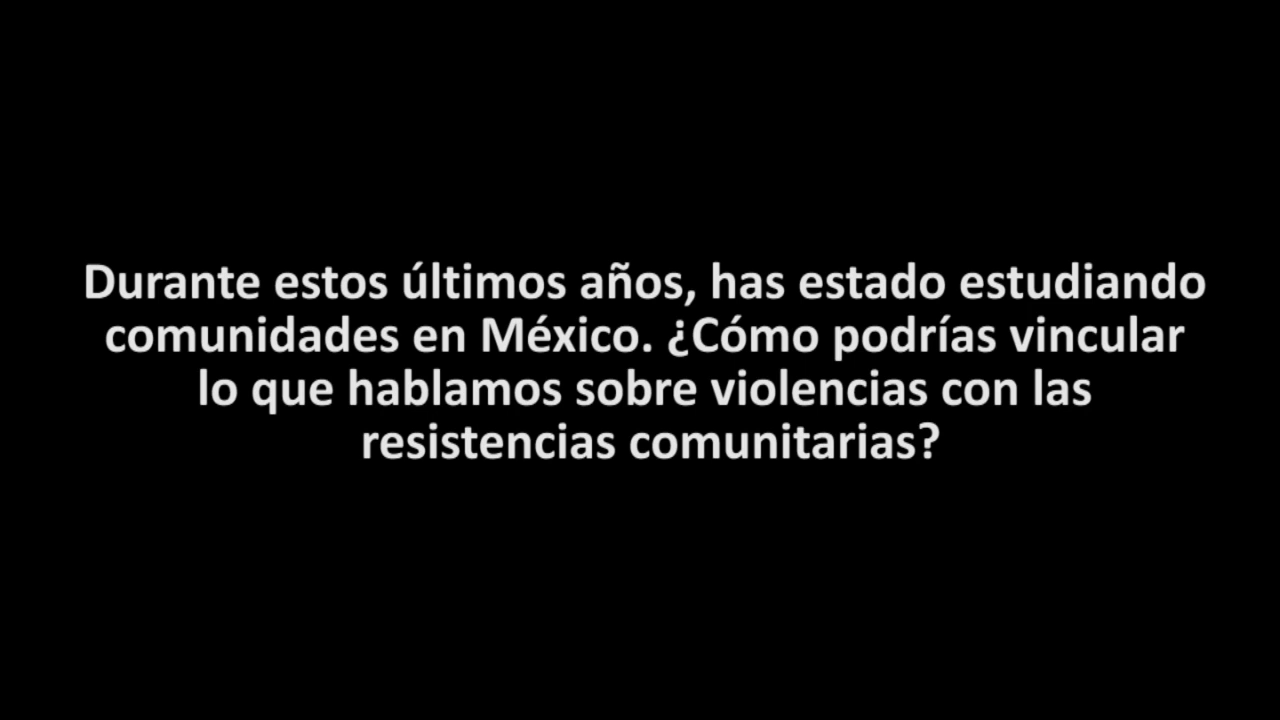 Durante estos últimos años, has estado estudiando
comunidades en México. ¿Cómo podrías vincular
lo que hablamos sobre violencias con las
resistencias comunitarias?